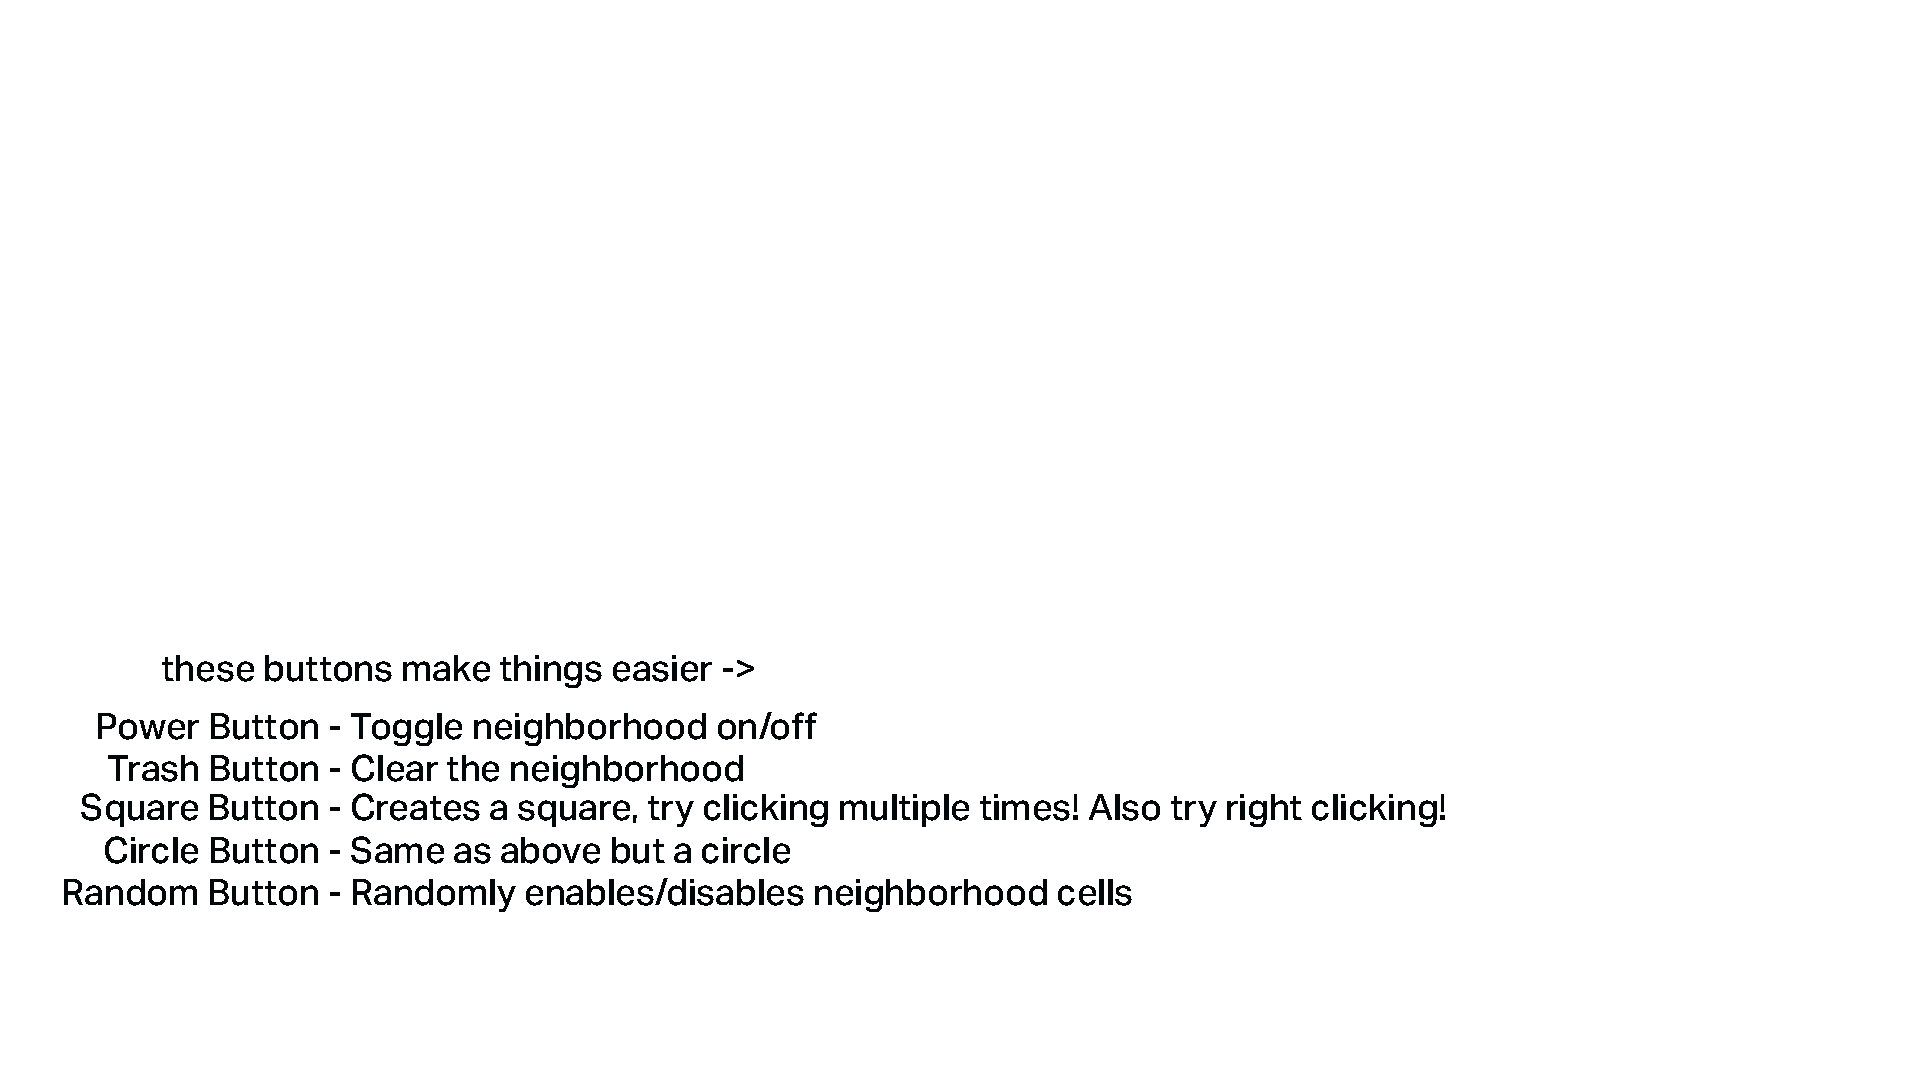 these buttons make things easier ->
Power Button - Toggle neighborhood on/off
Trash Button - Clear the neighborhood
Square Button - Creates a square, try clicking multiple times! Also try right clicking!
Circle Button - Same as above but a circle
Random Button - Randomly enables/disables neighborhood cells